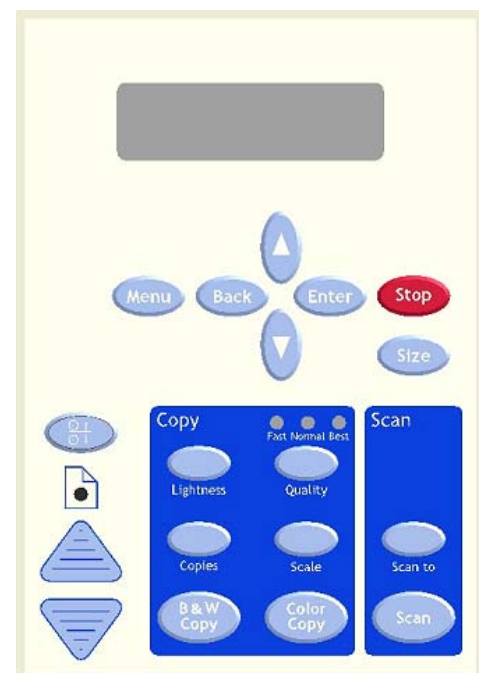 Menu Back Enter Stop
Size
Copy Scan
Fast Normal Best
Lightness Quality
Copies Scale Scan to
B & W
Copy
Color
Copy
Scan